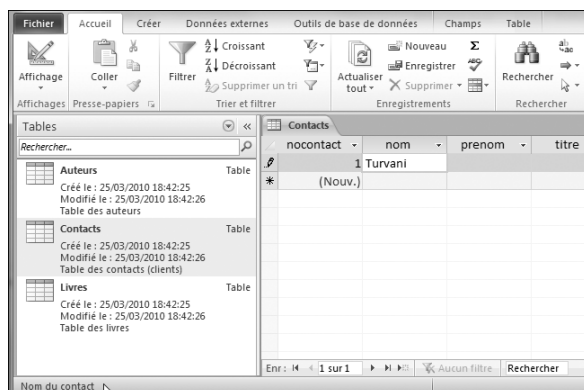 Fichier Accueil Créer Données externes Outils de base de données Champs Table
Affichage
Coller
Filtrer
Croissant
Décroissant
Supprimer un tri
Actualiser tout
Nouveau
Enregistrer
Supprimer
Σ
Rechercher
Affichages Presse-papiers Trier et filtrer Enregistrements Rechercher
Tables
Rechercher...
Auteurs Table
Créé le : 25/03/2010 18:42:25
Modifié le : 25/03/2010 18:42:26
Table des auteurs
Contacts Table
Créé le : 25/03/2010 18:42:25
Modifié le : 25/03/2010 18:42:26
Table des contacts (clients)
Livres Table
Créé le : 25/03/2010 18:42:25
Modifié le : 25/03/2010 18:42:26
Table des livres
Contacts
nocontact nom prenom titre
1 Turvani
(Nouv.)
Enr : 1 sur 1 Aucun filtre Rechercher
Nom du contact